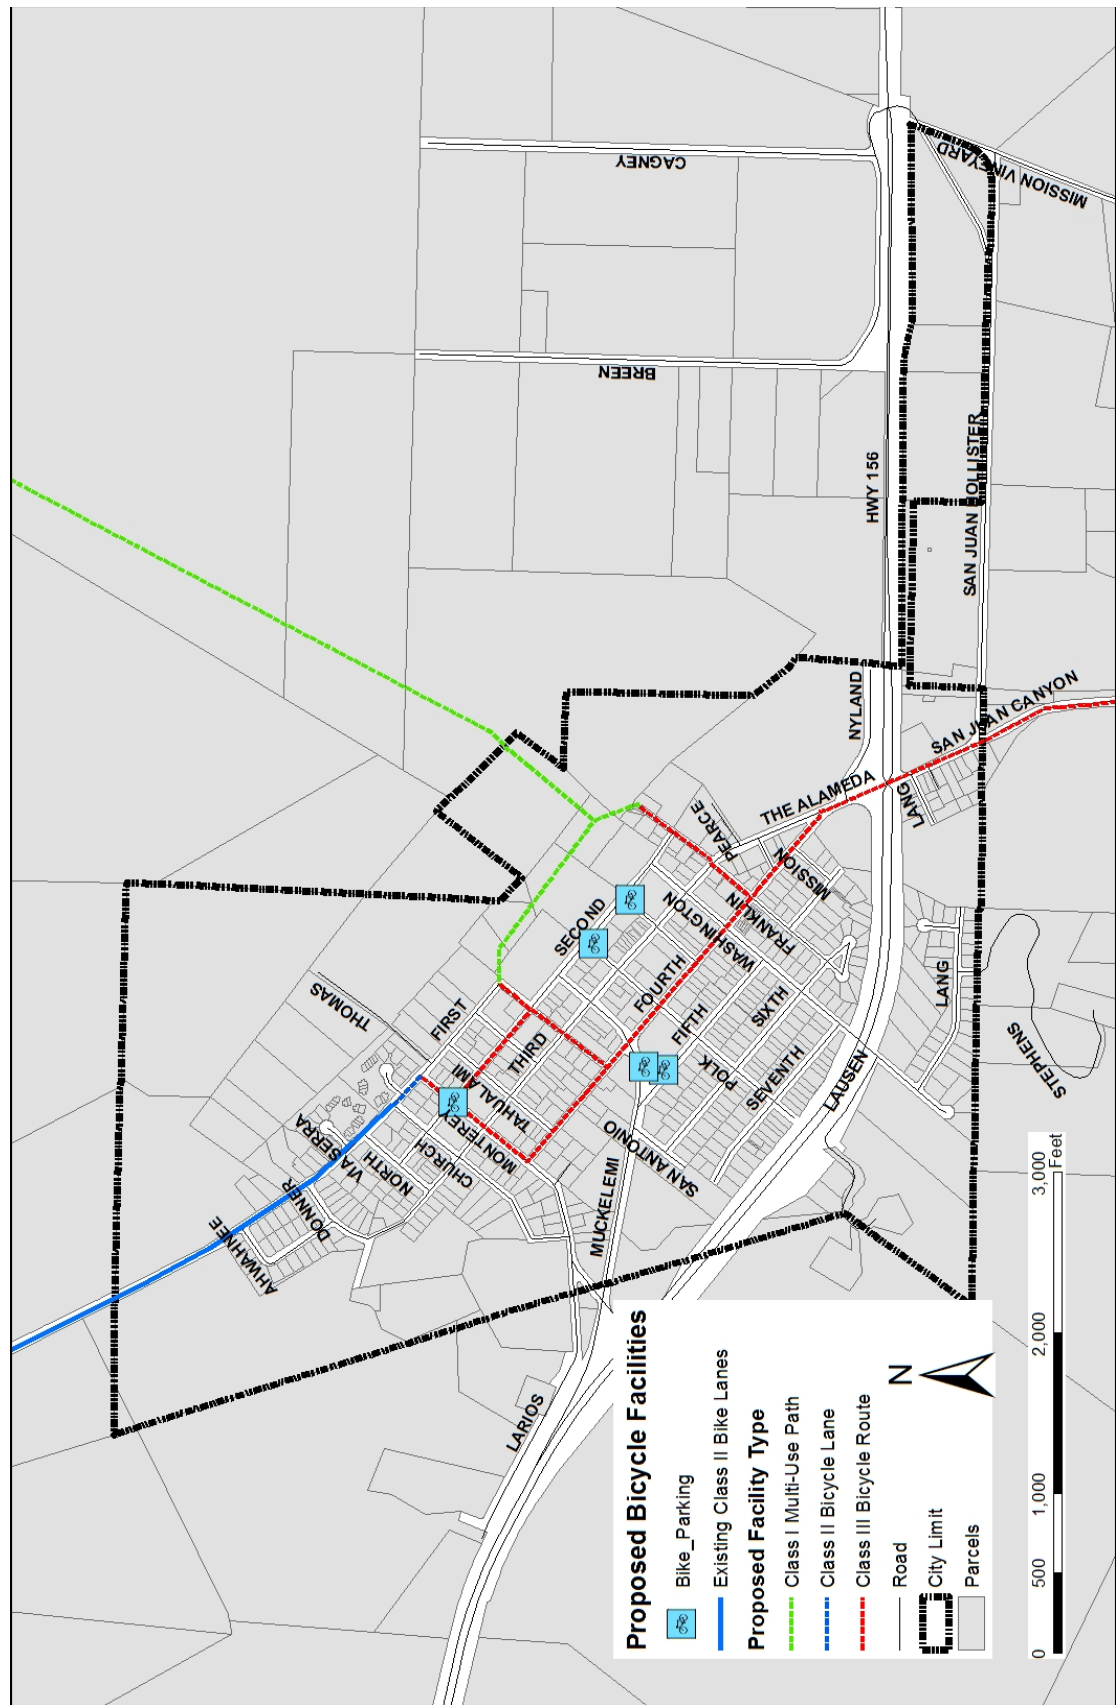 CAGNEY
MISSION VINEYARD
BREEN
HWY 156
SAN JUAN HOLLISTER
NYLAND
SAN JUAN CANYON
THE ALAMEDA
LANG
PEARCE
MISSION
FRANKLIN
WASHINGTON
SECOND
FOURTH
FIFTH
SIXTH
LANG
STEPHENS
THOMAS
FIRST
THIRD
TAHUALAMI
POLK
SEVENTH
LAUSEN
VIA SERRA
NORTH
CHURCH
MONTEREY
SAN ANTONIO
MUCKELEMI
DONNER
AHWAHNEE
LARIOS
Proposed Bicycle Facilities
Bike_Parking
Existing Class II Bike Lanes
Proposed Facility Type
Class I Multi-Use Path
Class II Bicycle Lane
Class III Bicycle Route
Road
City Limit
Parcels
N
0 500 1,000 2,000 3,000
Feet